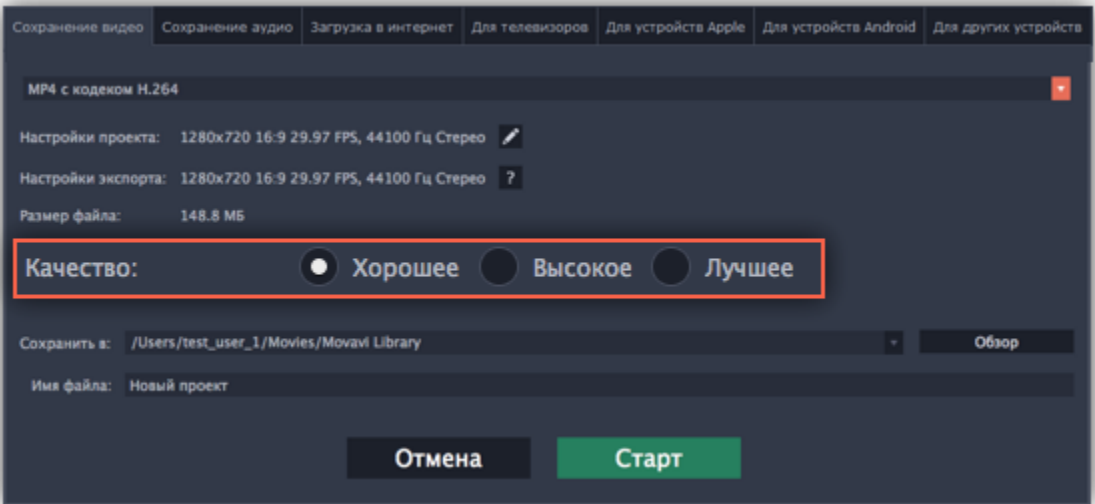 Сохранение видео Сохранение аудио Загрузка в интернет Для телевизоров Для устройств Apple Для устройств Android Для других устройств
MP4 с кодеком H.264
Настройки проекта: 1280x720 16:9 29.97 FPS, 44100 Гц Стерео
Настройки экспорта: 1280x720 16:9 29.97 FPS, 44100 Гц Стерео ?
Размер файла: 148.8 МБ
Качество: Хорошее Высокое Лучшее
Сохранить в: /Users/test_user_1/Movies/Movavi Library Обзор
Имя файла: Новый проект
Отмена Старт